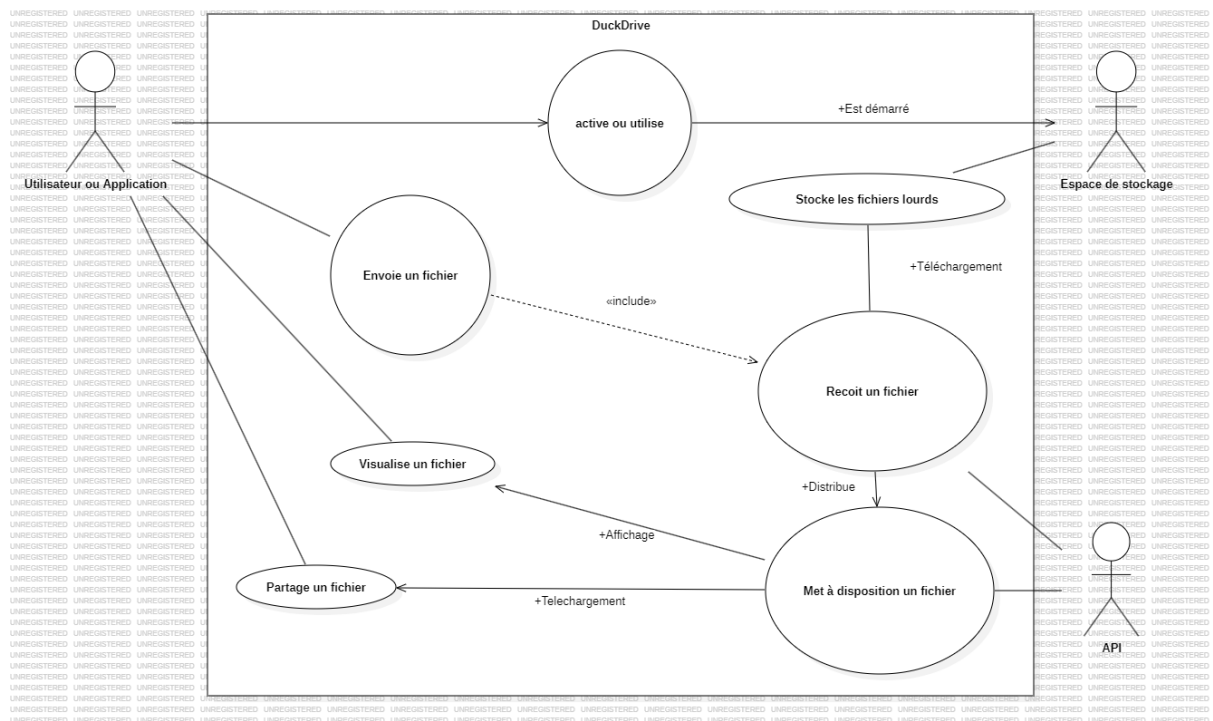 DuckDrive
active ou utilise
+Est démarré
Utilisateur ou Application
Espace de stockage
Stocke les fichiers lourds
Envoie un fichier
+Téléchargement
«include»
Recoit un fichier
Visualise un fichier
+Distribue
+Affichage
Partage un fichier
Met à disposition un fichier
+Telechargement
API
UNREGISTERED